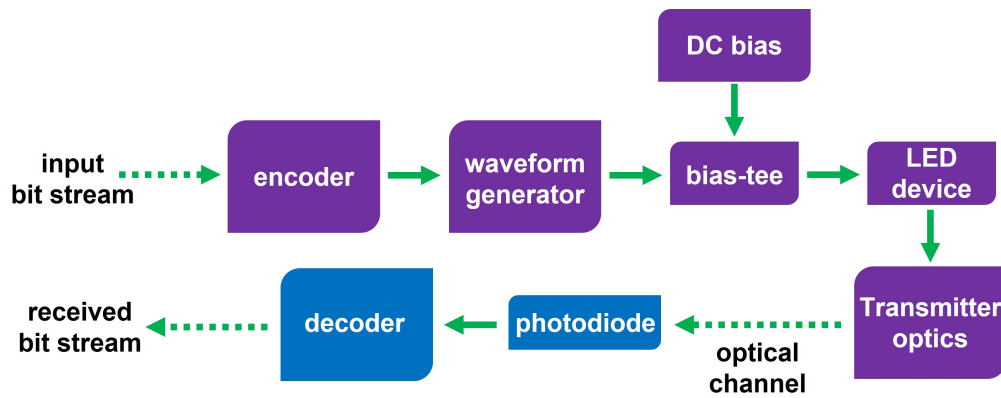 DC bias
input
bit stream
encoder
waveform
generator
bias-tee
LED
device
received
bit stream
decoder
photodiode
optical
channel
Transmitter
optics